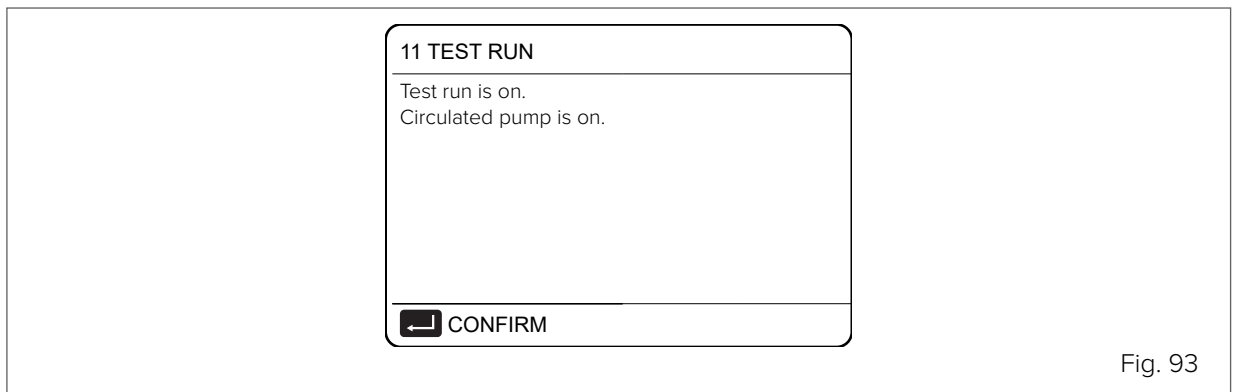 11 TEST RUN
Test run is on.
Circulated pump is on.
CONFIRM
Fig. 93